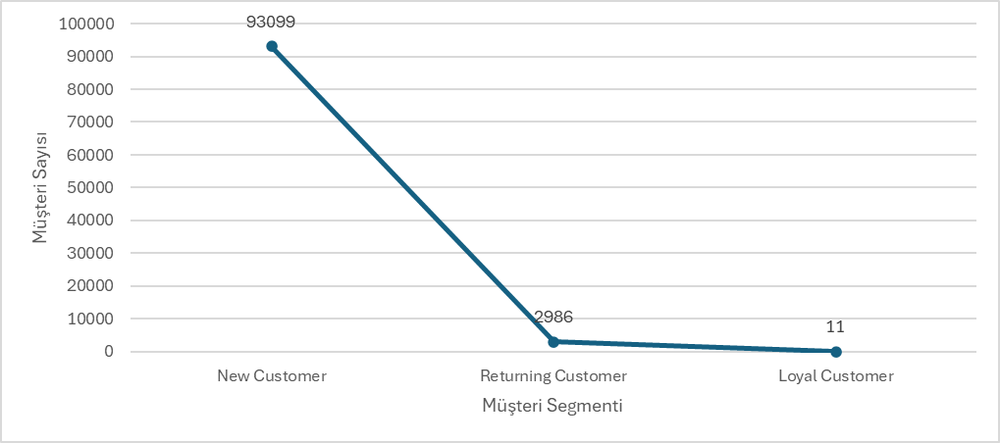 93099
100000
90000
80000
70000
60000
50000
40000
30000
20000
10000
0
Müşteri Sayısı
2986
11
New Customer
Returning Customer
Loyal Customer
Müşteri Segmenti